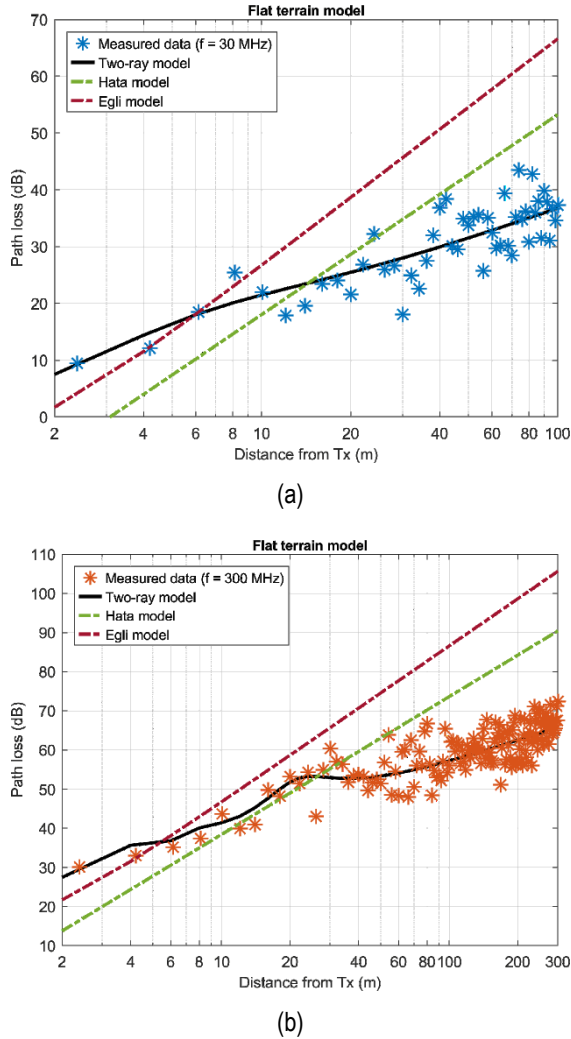 Flat terrain model
Measured data (f = 30 MHz)
Two-ray model
Hata model
Egli model
Path loss (dB)
70
60
50
40
30
20
10
0
2 4 6 8 10 20 40 60 80 100
Distance from Tx (m)
(a)
Flat terrain model
Measured data (f = 300 MHz)
Two-ray model
Hata model
Egli model
Path loss (dB)
110
100
90
80
70
60
50
40
30
20
10
2 4 6 8 10 20 40 60 80 100 200 300
Distance from Tx (m)
(b)